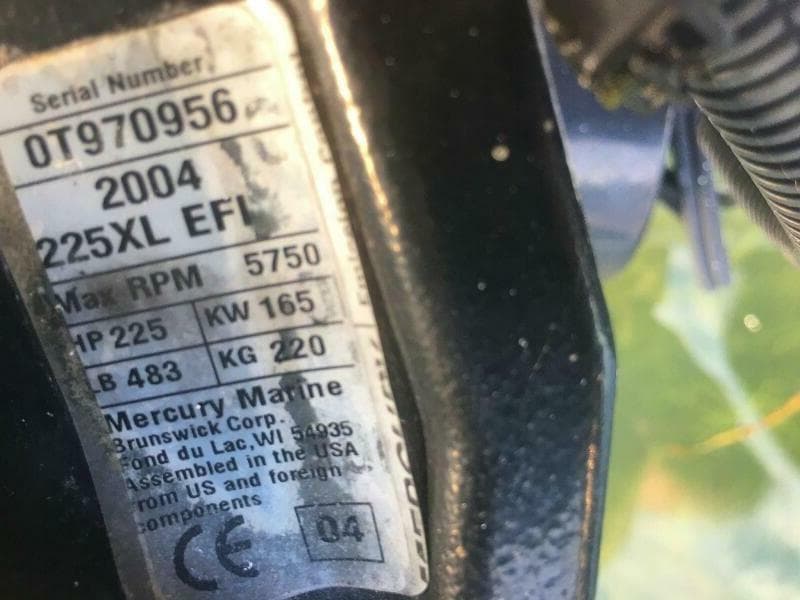 Serial Number
0T970956
2004
225XL EFI
Max RPM 5750
HP 225 KW 165
LB 483 KG 220
Mercury Marine
Brunswick Corp.
Fond du Lac,WI 54935
Assembled in the USA
from US and foreign
components
CE 04